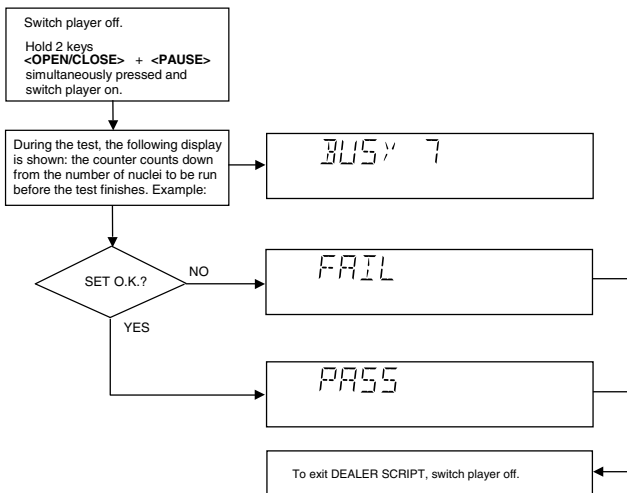 Switch player off.
Hold 2 keys
<OPEN/CLOSE> + <PAUSE>
simultaneously pressed and
switch player on.
During the test, the following display
is shown: the counter counts down
from the number of nuclei to be run
before the test finishes. Example:
BUSY 7
SET O.K.?
NO
FAIL
YES
PASS
To exit DEALER SCRIPT, switch player off.